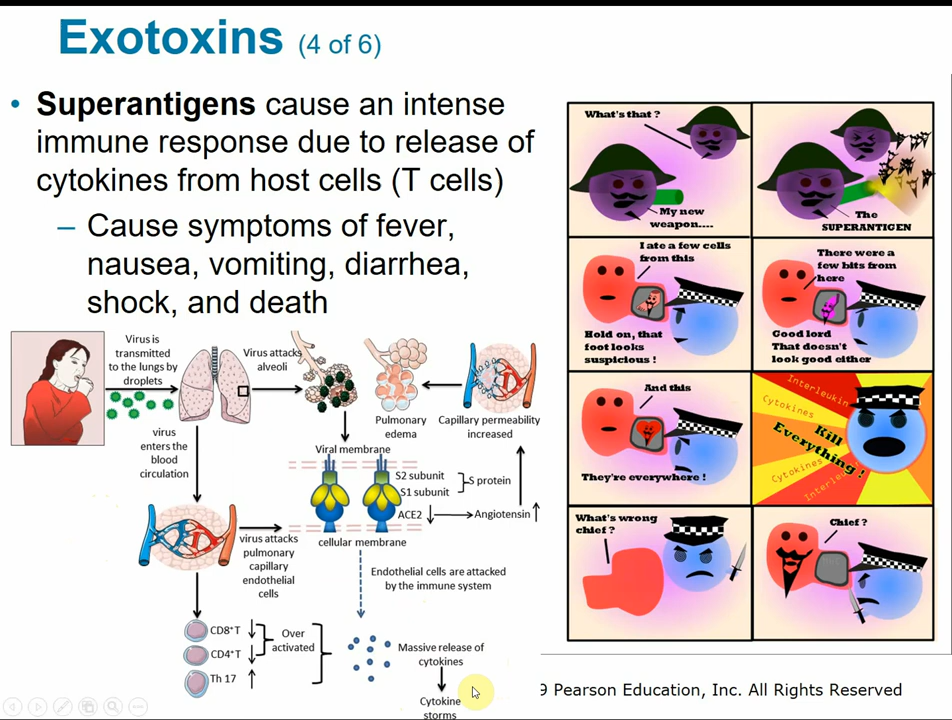 Exotoxins (4 of 6)
• Superantigens cause an intense
immune response due to release of
cytokines from host cells (T cells)
– Cause symptoms of fever,
nausea, vomiting, diarrhea,
shock, and death
Virus is
transmitted
to the lungs by
droplets
Virus attacks
alveoli
Pulmonary
edema
Capillary permeability
increased
virus
enters the
blood
circulation
Viral membrane
S2 subunit
S1 subunit
S protein
ACE2
Angiotensin
cellular membrane
virus attacks
pulmonary
capillary
endothelial
cells
Endothelial cells are attacked
by the immune system
CD8+T
CD4+T
Th 17
Over
activated
Massive release of
cytokines
Cytokine
storms
What's that ?
My new
weapon....
The
SUPERANTIGEN
I ate a few cells
from this
Hold on, that
foot looks
suspicious !
There were a
few bits from
here
Good lord
That doesn't
look good either
And this
They're everywhere !
Interleukin
Cytokines
Kill
Everything !
Cytokines
Interle
What's wrong
chief ?
Chief ?
9 Pearson Education, Inc. All Rights Reserved